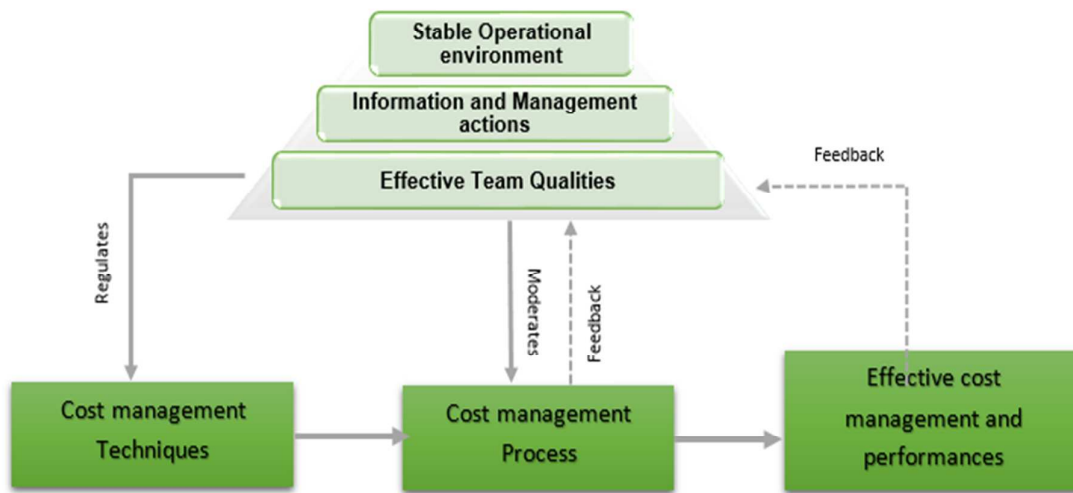 Stable Operational
environment
Information and Management
actions
Effective Team Qualities
Feedback
Regulates
Moderates
Feedback
Cost management
Techniques
Cost management
Process
Effective cost
management and
performances